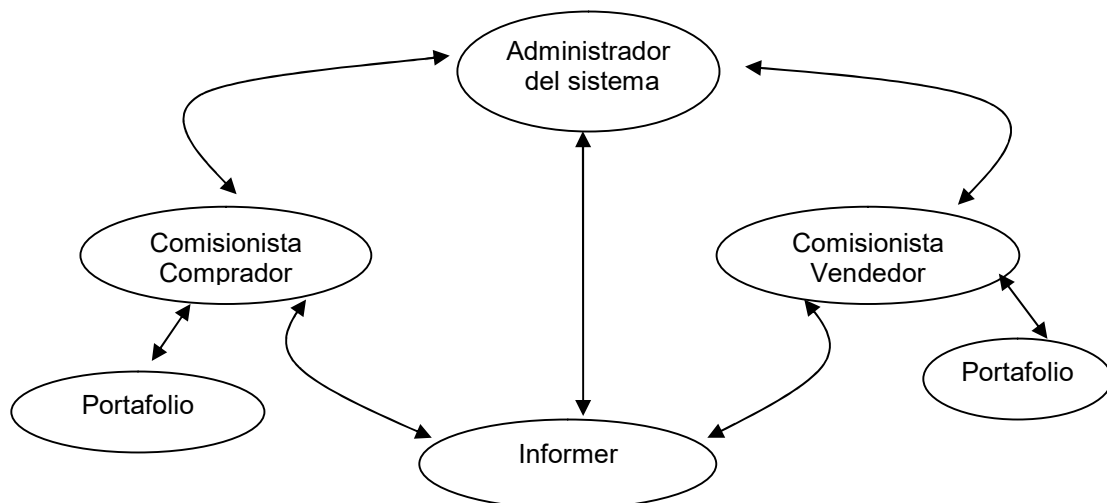 Administrador
del sistema
Comisionista
Comprador
Comisionista
Vendedor
Portafolio
Portafolio
Informer